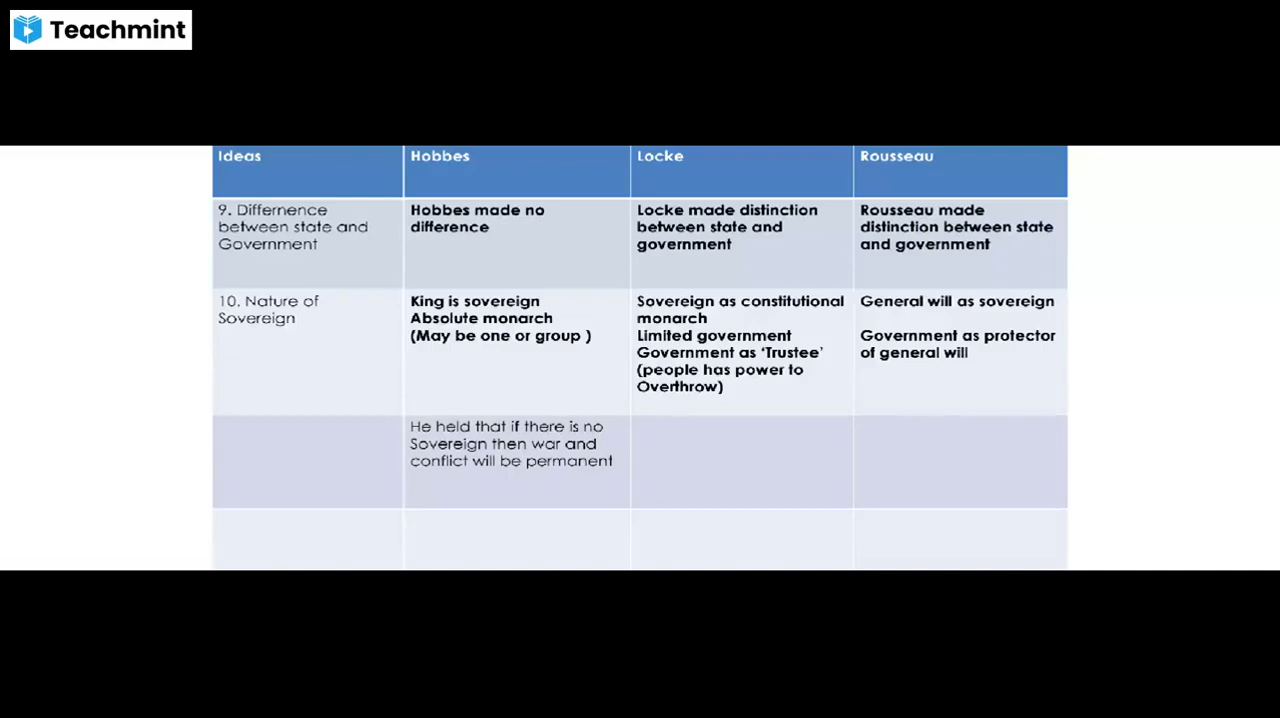 Teachmint
Ideas
Hobbes
Locke
Rousseau
9. Differnence
between state and
Government
Hobbes made no
difference
Locke made distinction
between state and
government
Rousseau made
distinction between state
and government
10. Nature of
Sovereign
King is sovereign
Absolute monarch
(May be one or group )
Sovereign as constitutional
monarch
Limited government
Government as ‘Trustee’
(people has power to
Overthrow)
General will as sovereign
Government as protector
of general will
He held that if there is no
Sovereign then war and
conflict will be permanent